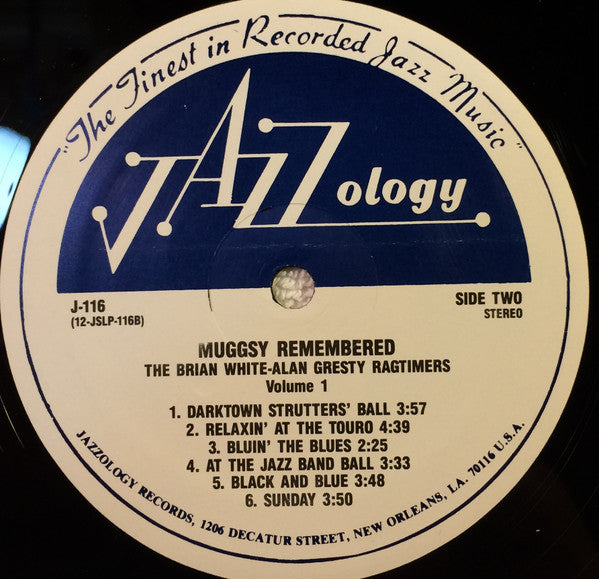 "The Finest in Recorded Jazz Music"
JAZZology
J-116
(12-JSLP-116B)
SIDE TWO
STEREO
MUGGSY REMEMBERED
THE BRIAN WHITE-ALAN GRESTY RAGTIMERS
Volume 1
1. DARKTOWN STRUTTERS' BALL 3:57
2. RELAXIN' AT THE TOURO 4:39
3. BLUIN' THE BLUES 2:25
4. AT THE JAZZ BAND BALL 3:33
5. BLACK AND BLUE 3:48
6. SUNDAY 3:50
JAZZOLOGY RECORDS, 1206 DECATUR STREET, NEW ORLEANS, LA. 70116 U.S.A.